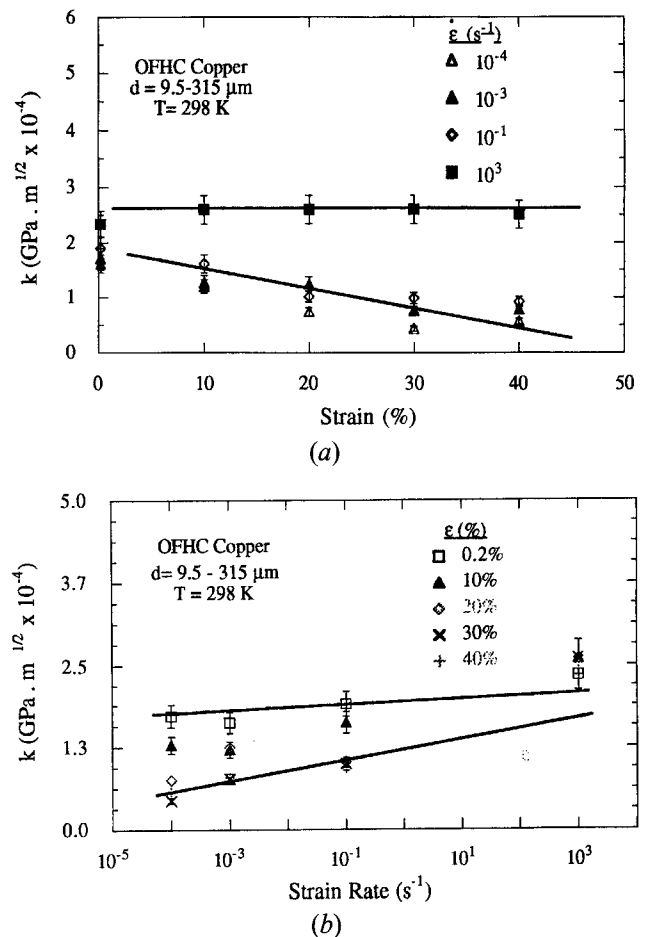 6
5
4
3
2
1
0
k (GPa . m^1/2 x 10^-4)
OFHC Copper
d = 9.5-315 μm
T= 298 K
ε̇ (s^-1)
10^-4
10^-3
10^-1
10^3
0 10 20 30 40 50
Strain (%)
(a)
5.0
3.7
2.5
1.3
0.0
k (GPa . m^1/2 x 10^-4)
OFHC Copper
d= 9.5 - 315 μm
T = 298 K
ε (%)
0.2%
10%
20%
30%
40%
10^-5 10^-3 10^-1 10^1 10^3
Strain Rate (s^-1)
(b)